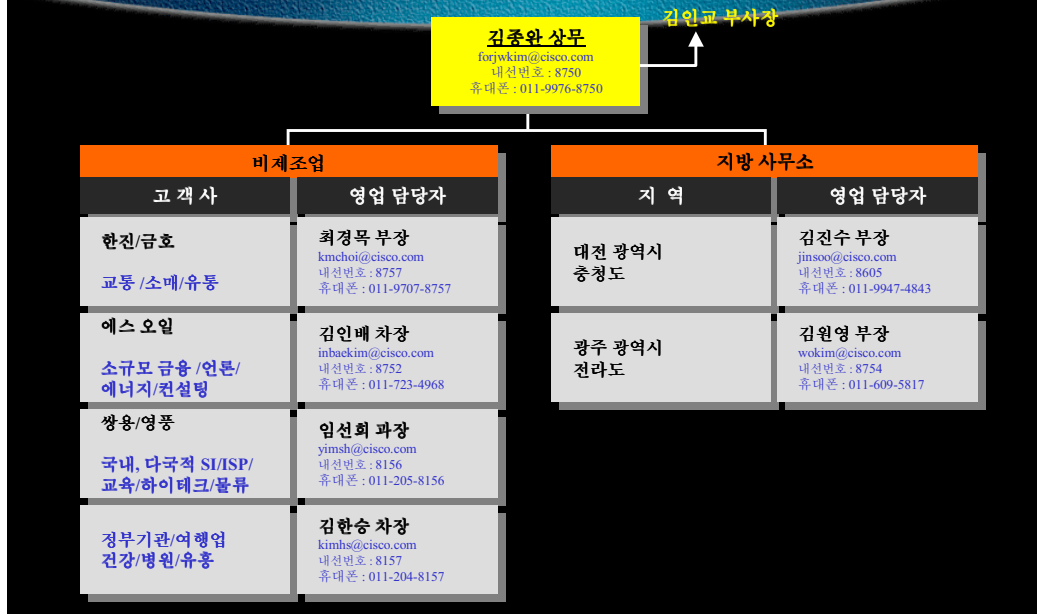 김인교 부사장
김종완 상무
forjwkim@cisco.com
내선번호 : 8750
휴대폰 : 011-9976-8750
비제조업
고 객 사
영업 담당자
한진/금호
교통 /소매/유통
최경목 부장
kmchoi@cisco.com
내선번호 : 8757
휴대폰 : 011-9707-8757
에스 오일
소규모 금융 /언론/
에너지/컨설팅
김인배 차장
inbaekim@cisco.com
내선번호 : 8752
휴대폰 : 011-723-4968
쌍용/영풍
국내, 다국적 SI/ISP/
교육/하이테크/물류
임선희 과장
yimsh@cisco.com
내선번호 : 8156
휴대폰 : 011-205-8156
정부기관/여행업
건강/병원/유흥
김한승 차장
kimhs@cisco.com
내선번호 : 8157
휴대폰 : 011-204-8157
지방 사무소
지 역
영업 담당자
대전 광역시
충청도
김진수 부장
jinsoo@cisco.com
내선번호 : 8605
휴대폰 : 011-9947-4843
광주 광역시
전라도
김원영 부장
wokim@cisco.com
내선번호 : 8754
휴대폰 : 011-609-5817